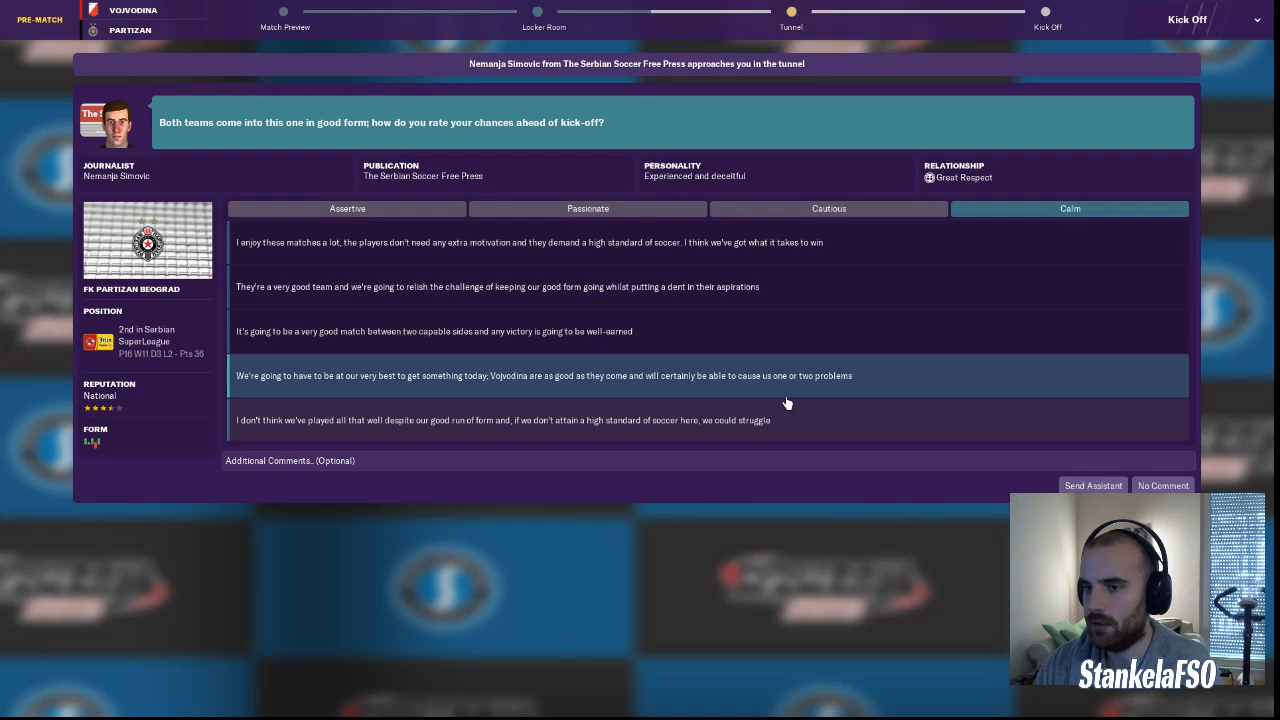 PRE-MATCH
VOJVODINA
PARTIZAN
Match Preview
Locker Room
Tunnel
Kick Off
Kick Off
Nemanja Simovic from The Serbian Soccer Free Press approaches you in the tunnel
The S
Both teams come into this one in good form; how do you rate your chances ahead of kick-off?
JOURNALIST
Nemanja Simovic
PUBLICATION
The Serbian Soccer Free Press
PERSONALITY
Experienced and deceitful
RELATIONSHIP
Great Respect
Assertive
Passionate
Cautious
Calm
FK PARTIZAN BEOGRAD
POSITION
2nd in Serbian
SuperLeague
P16 W11 D3 L2 - Pts 36
REPUTATION
National
FORM
I enjoy these matches a lot, the players don't need any extra motivation and they demand a high standard of soccer. I think we've got what it takes to win
They're a very good team and we're going to relish the challenge of keeping our good form going whilst putting a dent in their aspirations
It's going to be a very good match between two capable sides and any victory is going to be well-earned
We're going to have to be at our very best to get something today; Vojvodina are as good as they come and will certainly be able to cause us one or two problems
I don't think we've played all that well despite our good run of form and, if we don't attain a high standard of soccer here, we could struggle
Additional Comments.. (Optional)
Send Assistant
No Comment
StankelaFSO